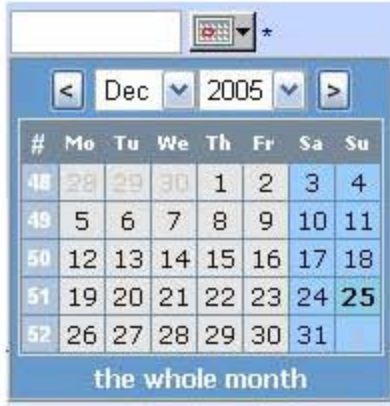 *
< Dec 2005 >
# Mo Tu We Th Fr Sa Su
48 28 29 30 1 2 3 4
49 5 6 7 8 9 10 11
50 12 13 14 15 16 17 18
51 19 20 21 22 23 24 25
52 26 27 28 29 30 31
the whole month